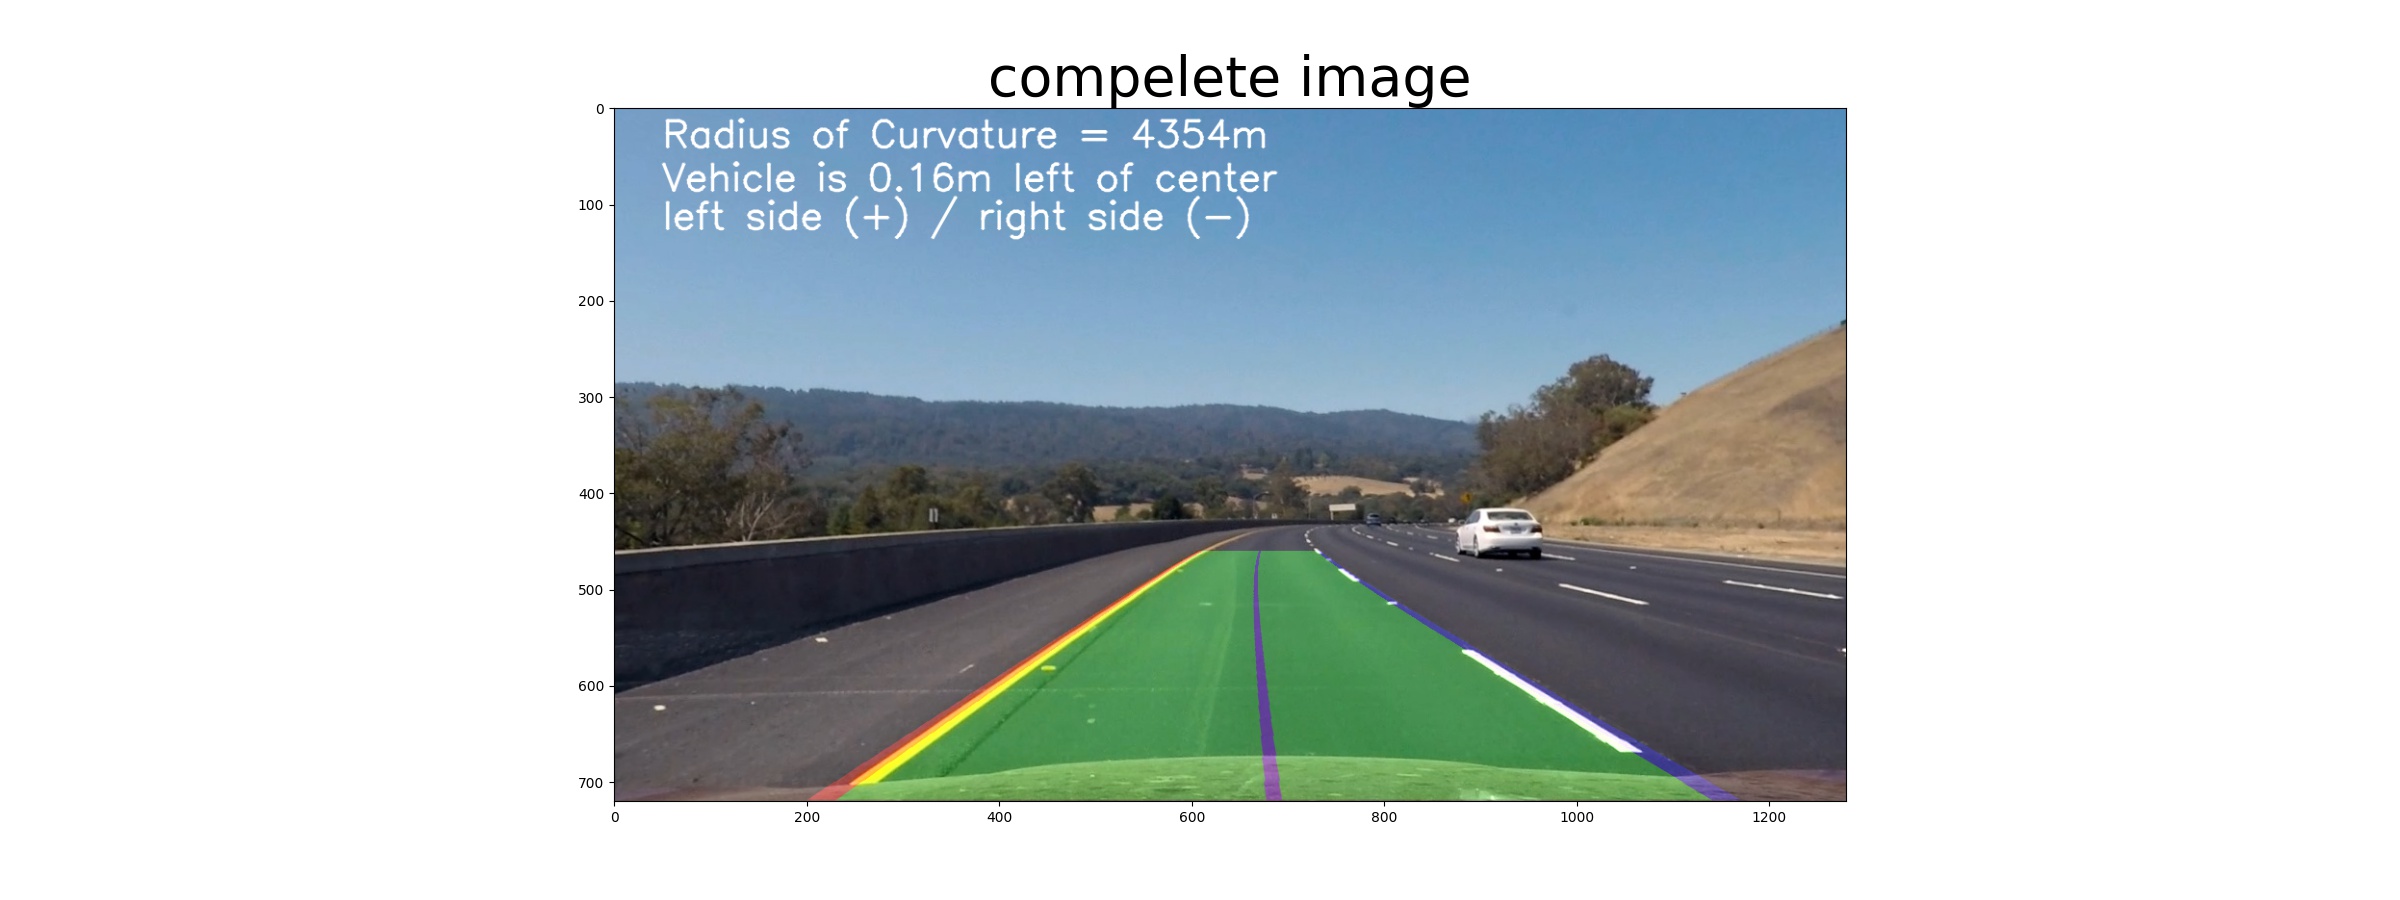 compelete image
0
Radius of Curvature = 4354m
Vehicle is 0.16m left of center
100
left side (+) / right side (-)
200
300
400
500
600
700
0 200 400 600 800 1000 1200